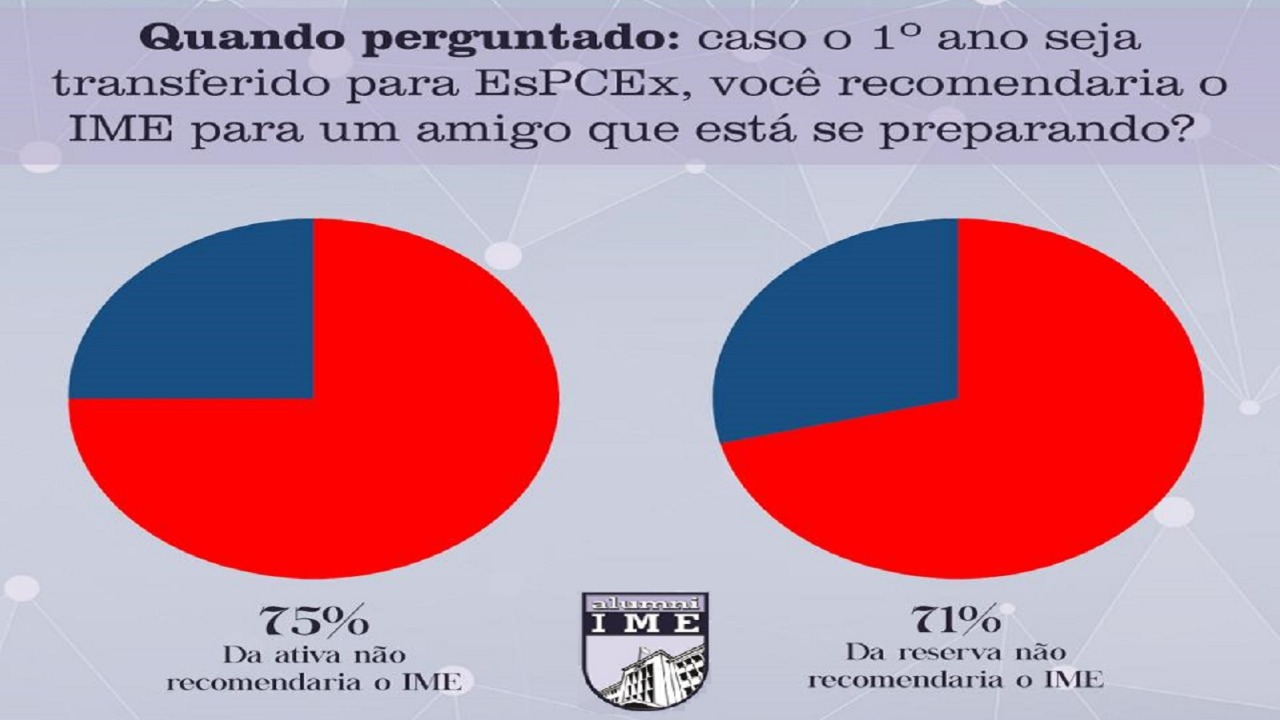 Quando perguntado: caso o 1º ano seja
transferido para EsPCEx, você recomendaria o
IME para um amigo que está se preparando?
75%
Da ativa não
recomendaria o IME
alumni
IME
71%
Da reserva não
recomendaria o IME